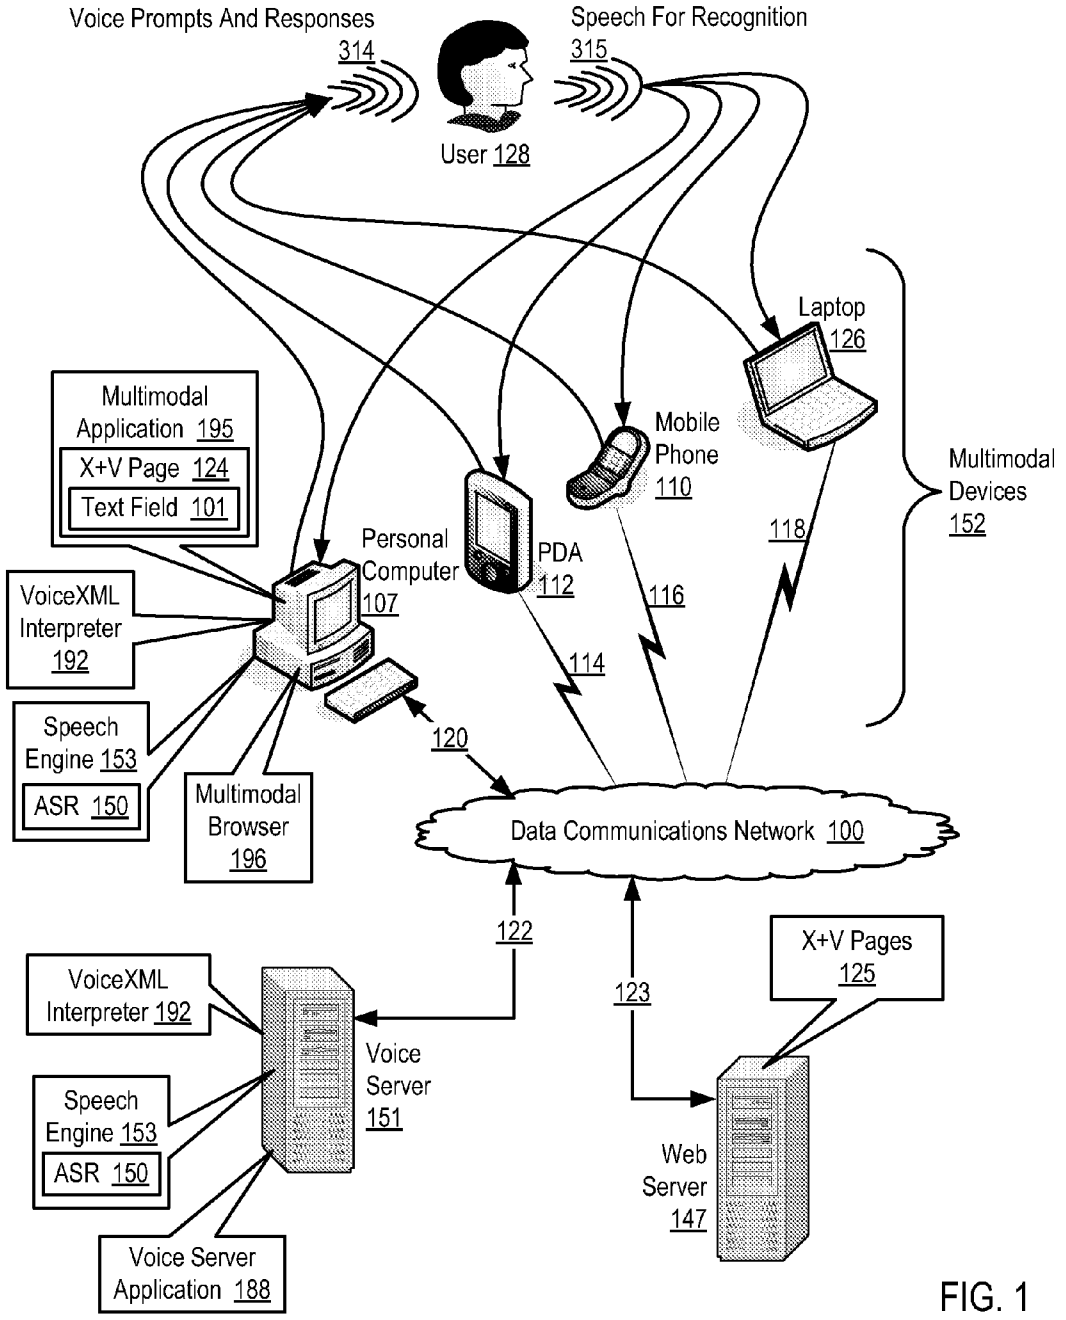 Voice Prompts And Responses
314
Speech For Recognition
315
User 128
Laptop
126
Multimodal
Application 195
X+V Page 124
Text Field 101
Mobile
Phone
110
Multimodal
Devices
152
Personal
Computer
107
PDA
112
118
116
114
VoiceXML
Interpreter
192
Speech
Engine 153
ASR 150
Multimodal
Browser
196
120
Data Communications Network 100
122
123
X+V Pages
125
VoiceXML
Interpreter 192
Voice
Server
151
Speech
Engine 153
ASR 150
Web
Server
147
Voice Server
Application 188
FIG. 1